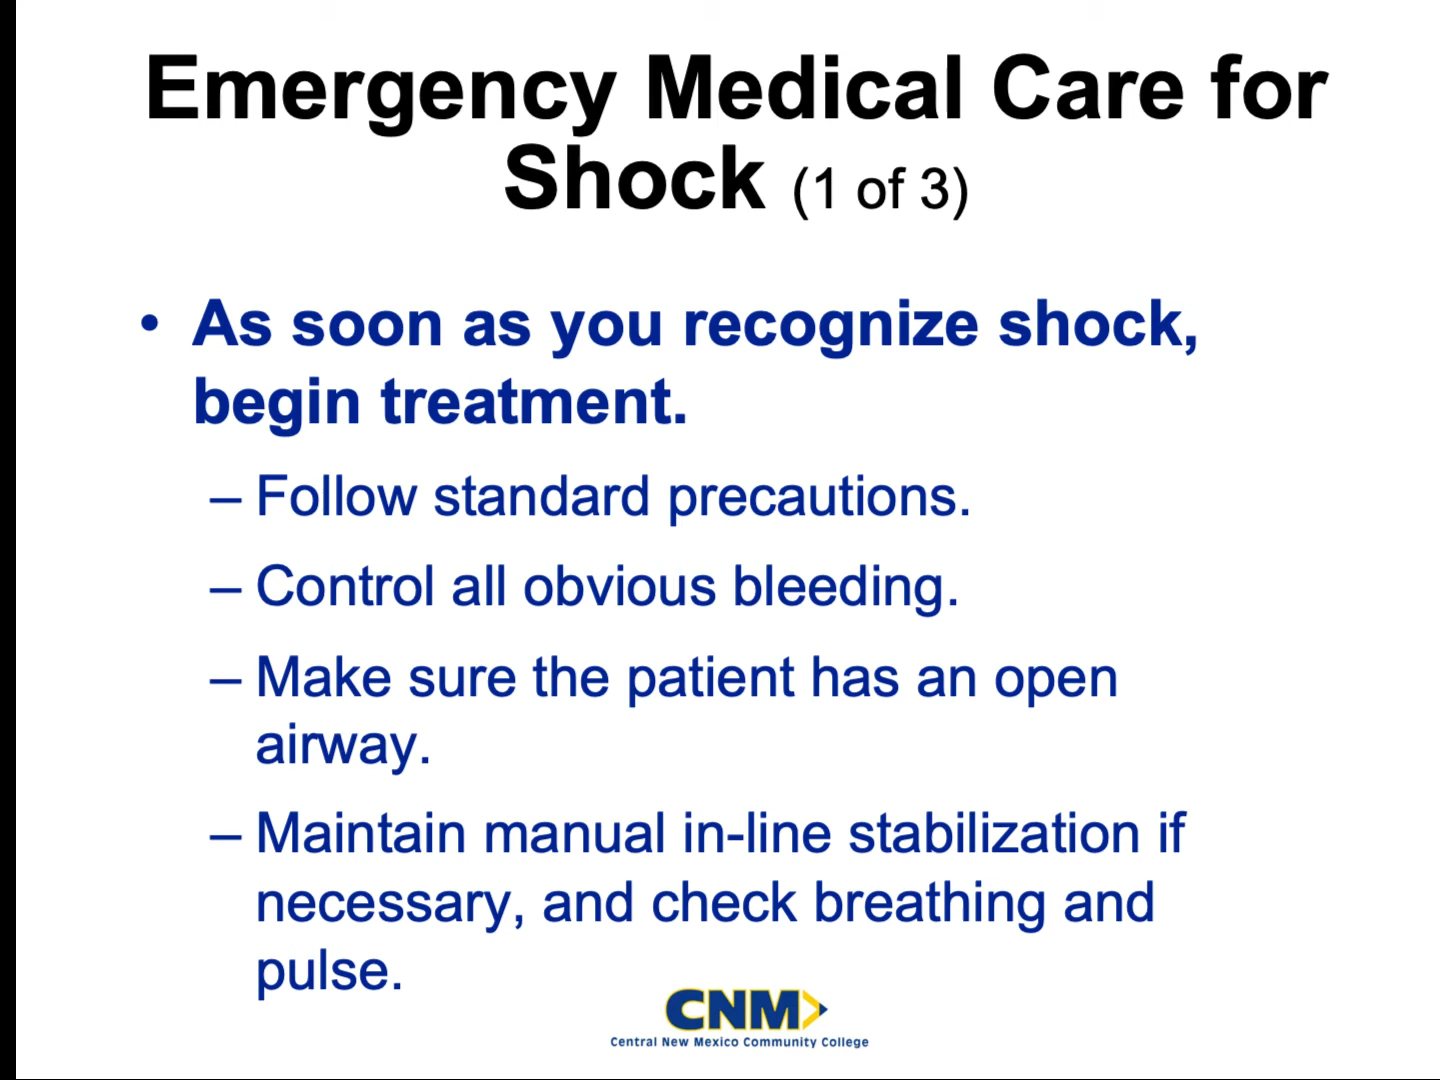 Emergency Medical Care for
Shock (1 of 3)
• As soon as you recognize shock,
begin treatment.
– Follow standard precautions.
– Control all obvious bleeding.
– Make sure the patient has an open
airway.
– Maintain manual in-line stabilization if
necessary, and check breathing and
pulse.
CNM
Central New Mexico Community College